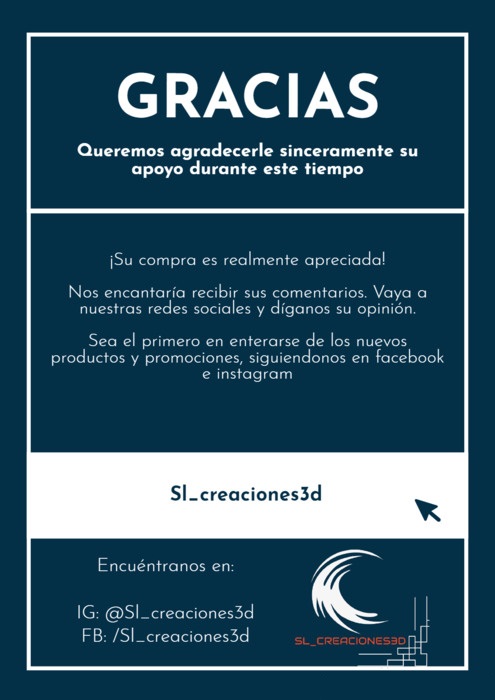 GRACIAS
Queremos agradecerle sinceramente su
apoyo durante este tiempo
¡Su compra es realmente apreciada!
Nos encantaría recibir sus comentarios. Vaya a
nuestras redes sociales y díganos su opinión.
Sea el primero en enterarse de los nuevos
productos y promociones, siguiendonos en facebook
e instagram
Sl_creaciones3d
Encuéntranos en:
IG: @Sl_creaciones3d
FB: /Sl_creaciones3d
SL_CREACIONES3D